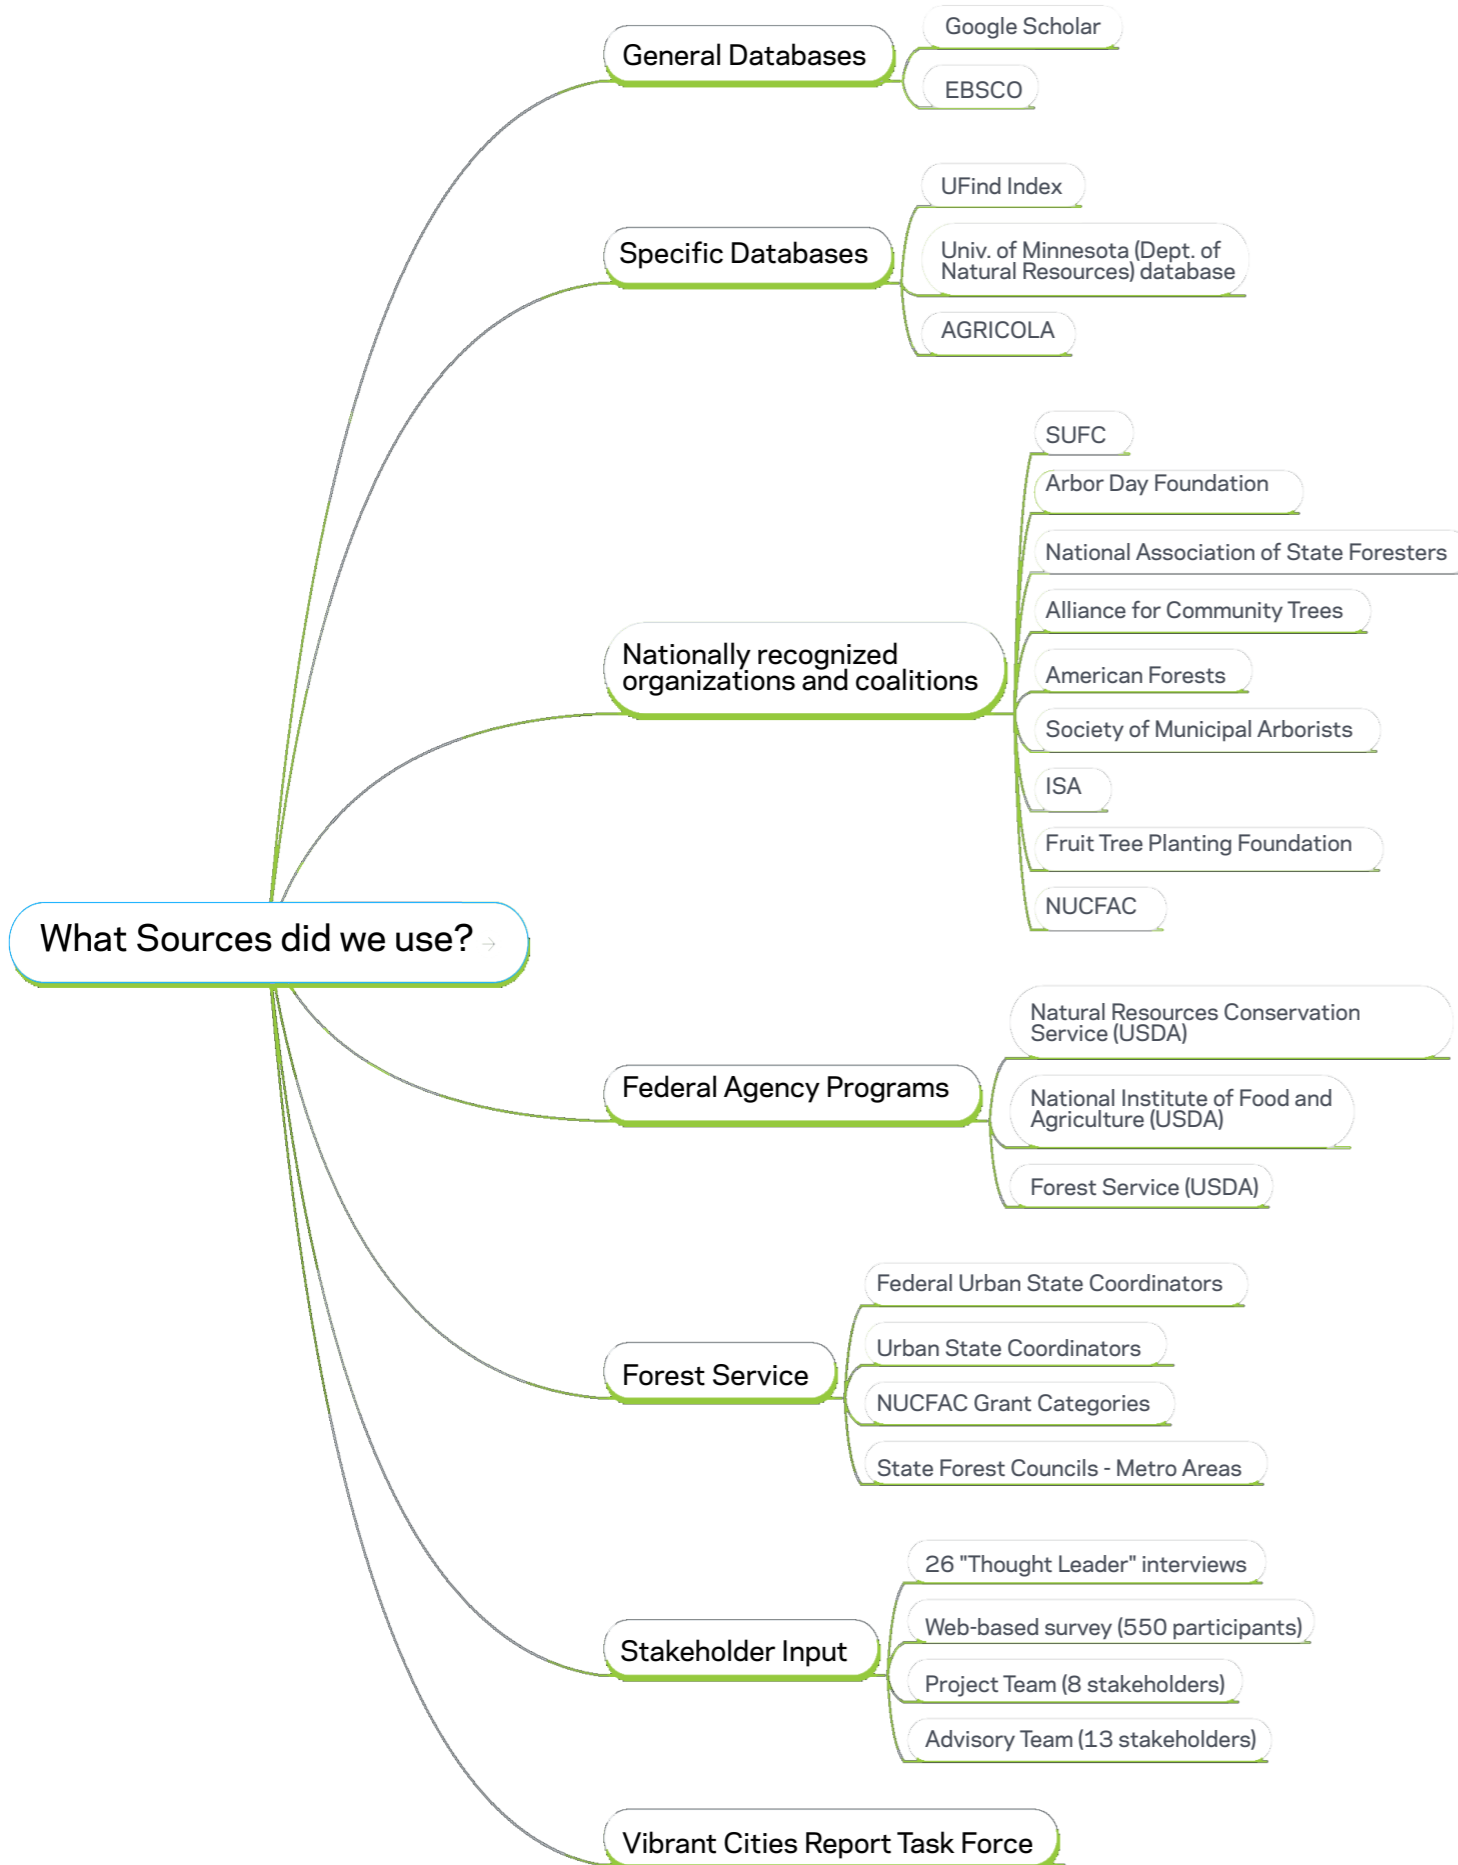 General Databases
Google Scholar
EBSCO
Specific Databases
UFind Index
Univ. of Minnesota (Dept. of
Natural Resources) database
AGRICOLA
Nationally recognized
organizations and coalitions
SUFC
Arbor Day Foundation
National Association of State Foresters
Alliance for Community Trees
American Forests
Society of Municipal Arborists
ISA
Fruit Tree Planting Foundation
NUCFAC
What Sources did we use?
Federal Agency Programs
Natural Resources Conservation
Service (USDA)
National Institute of Food and
Agriculture (USDA)
Forest Service (USDA)
Forest Service
Federal Urban State Coordinators
Urban State Coordinators
NUCFAC Grant Categories
State Forest Councils - Metro Areas
Stakeholder Input
26 "Thought Leader" interviews
Web-based survey (550 participants)
Project Team (8 stakeholders)
Advisory Team (13 stakeholders)
Vibrant Cities Report Task Force